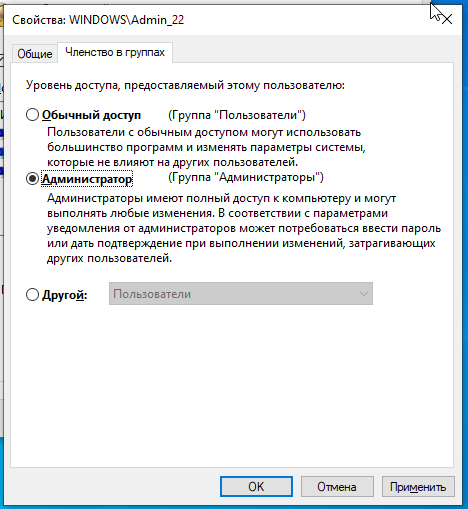 Свойства: WINDOWS\Admin_22
Общие
Членство в группах
Уровень доступа, предоставляемый этому пользователю:
Обычный доступ (Группа "Пользователи")
Пользователи с обычным доступом могут использовать
большинство программ и изменять параметры системы,
которые не влияют на других пользователей.
Администратор (Группа "Администраторы")
Администраторы имеют полный доступ к компьютеру и могут
выполнять любые изменения. В соответствии с параметрами
уведомления от администраторов может потребоваться ввести пароль
или дать подтверждение при выполнении изменений, затрагивающих
других пользователей.
Другой: Пользователи
OK Отмена Применить